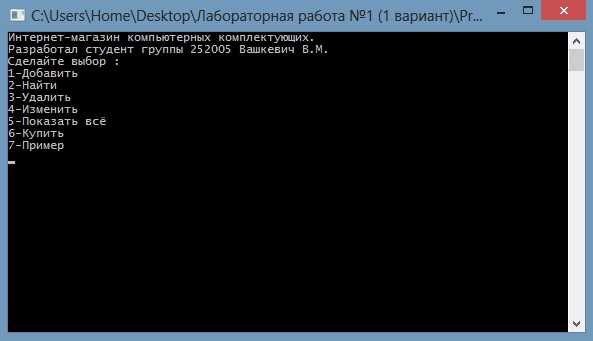 C:\Users\Home\Desktop\Лабораторная работа №1 (1 вариант)\Pr...
Интернет-магазин компьютерных комплектующих.
Разработал студент группы 252005 Вашкевич В.М.
Сделайте выбор :
1-Добавить
2-Найти
3-Удалить
4-Изменить
5-Показать всё
6-Купить
7-Пример